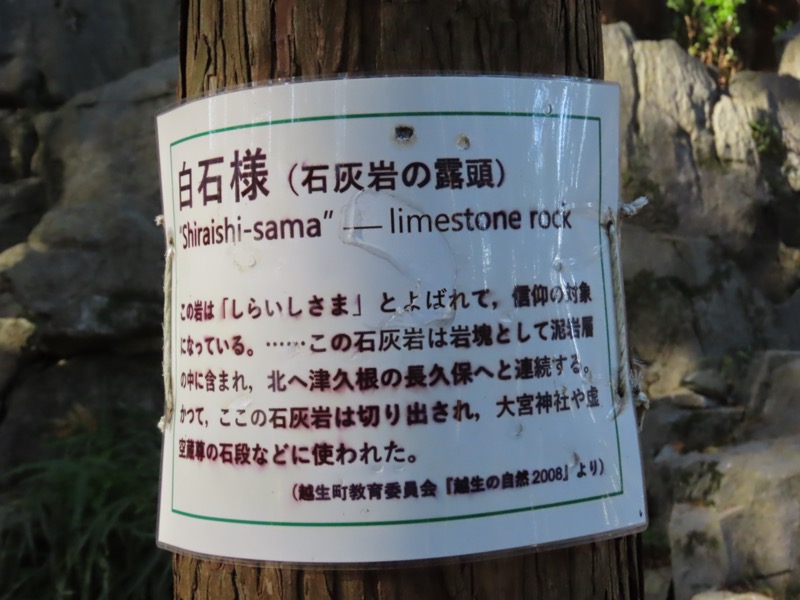 白石様（石灰岩の露頭）
"Shiraishi-sama" — limestone rock
この岩は「しらいしさま」とよばれて，信仰の対象
になっている。……この石灰岩は岩塊として泥岩層
の中に含まれ，北へ津久根の長久保へと連続する。
かつて，ここの石灰岩は切り出され，大宮神社や虚
空蔵尊の石段などに使われた。
（越生町教育委員会『越生の自然2008』より）